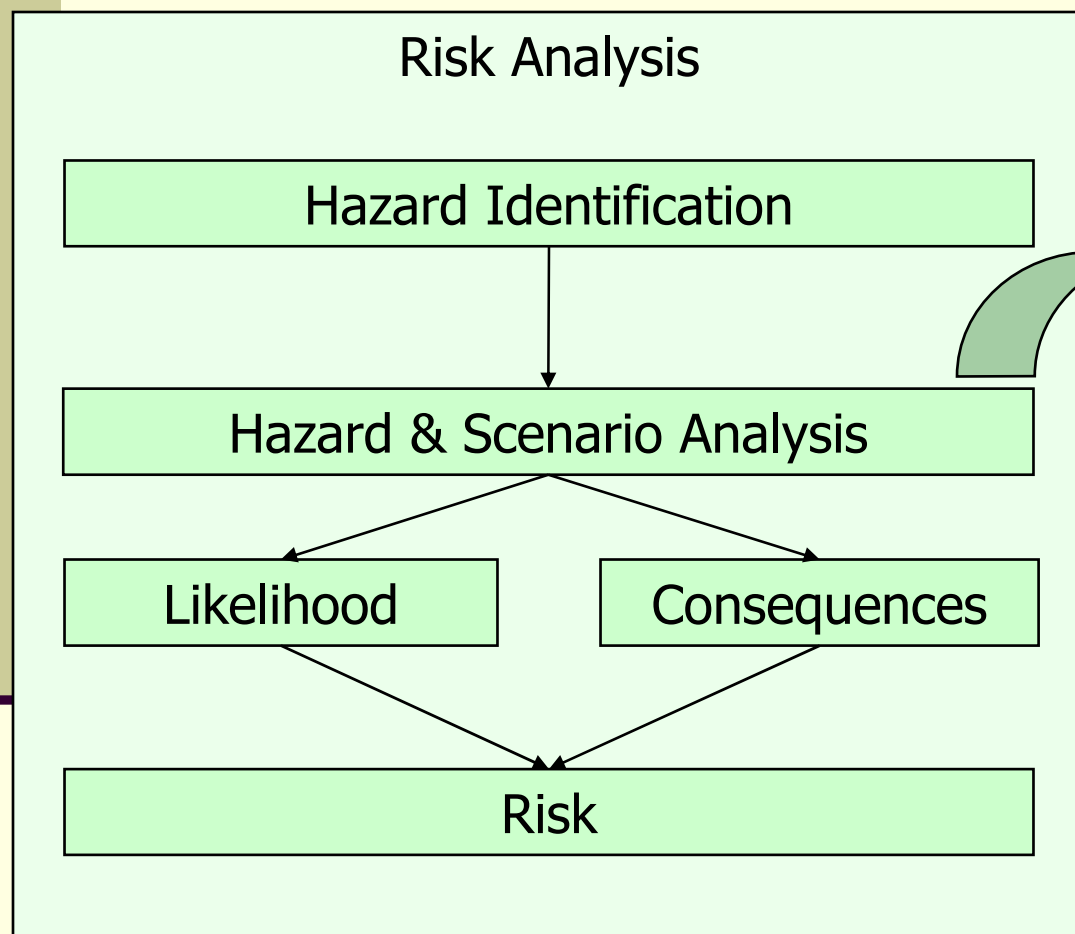 Risk Analysis
Hazard Identification
Hazard & Scenario Analysis
Likelihood
Consequences
Risk